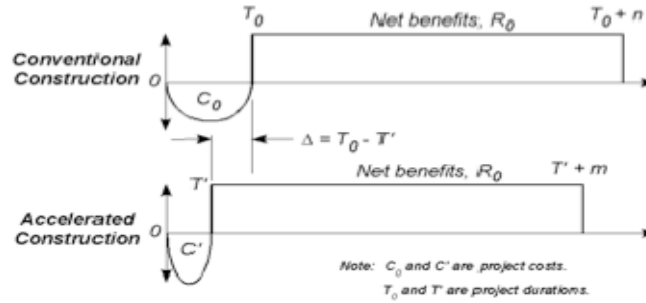 T0
Net benefits, R0
T0 + n
Conventional
Construction
0
C0
Δ = T0 - T'
T'
Net benefits, R0
T' + m
Accelerated
Construction
0
C'
Note: C0 and C' are project costs.
T0 and T' are project durations.